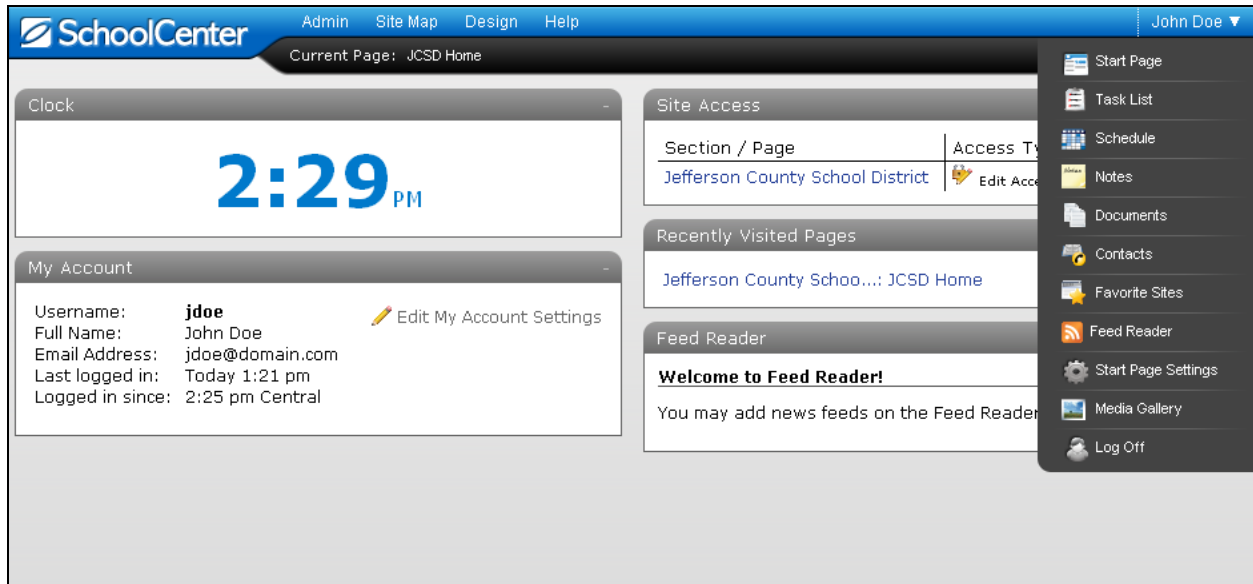 SchoolCenter
Admin Site Map Design Help
John Doe ▼
Current Page: JCSD Home
Clock -
2:29 PM
My Account -
Username: jdoe
Full Name: John Doe
Email Address: jdoe@domain.com
Last logged in: Today 1:21 pm
Logged in since: 2:25 pm Central
Edit My Account Settings
Site Access
Section / Page Access Ty
Jefferson County School District Edit Acce
Recently Visited Pages
Jefferson County Schoo...: JCSD Home
Feed Reader
Welcome to Feed Reader!
You may add news feeds on the Feed Reader
Start Page
Task List
Schedule
Notes
Documents
Contacts
Favorite Sites
Feed Reader
Start Page Settings
Media Gallery
Log Off